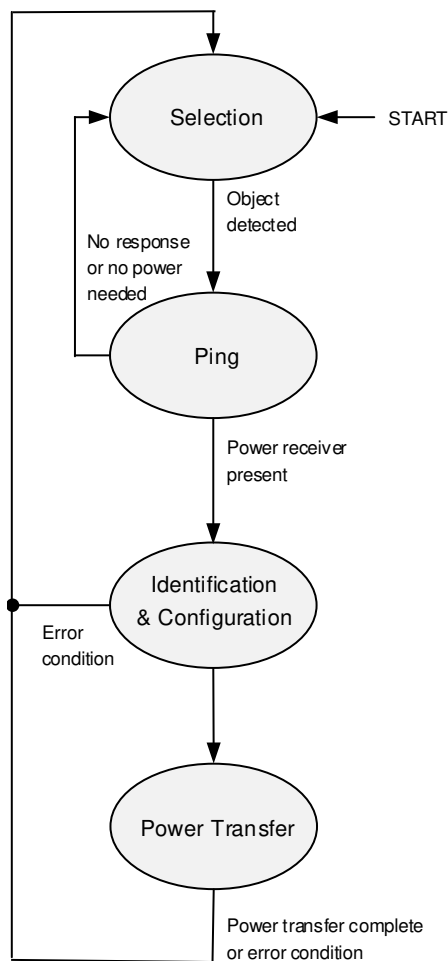 Selection
START
Object
detected
No response
or no power
needed
Ping
Power receiver
present
Identification
& Configuration
Error
condition
Power Transfer
Power transfer complete
or error condition